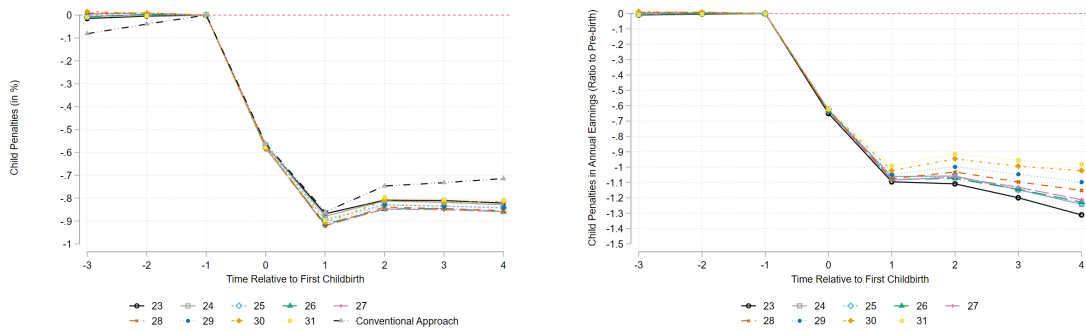 Child Penalties (in %)
0
-.1
-.2
-.3
-.4
-.5
-.6
-.7
-.8
-.9
-1
-3 -2 -1 0 1 2 3 4
Time Relative to First Childbirth
23 24 25 26 27
28 29 30 31 Conventional Approach
Child Penalties in Annual Earnings (Ratio to Pre-birth)
0
-.1
-.2
-.3
-.4
-.5
-.6
-.7
-.8
-.9
-1
-1.1
-1.2
-1.3
-1.4
-1.5
-3 -2 -1 0 1 2 3 4
Time Relative to First Childbirth
23 24 25 26 27
28 29 30 31